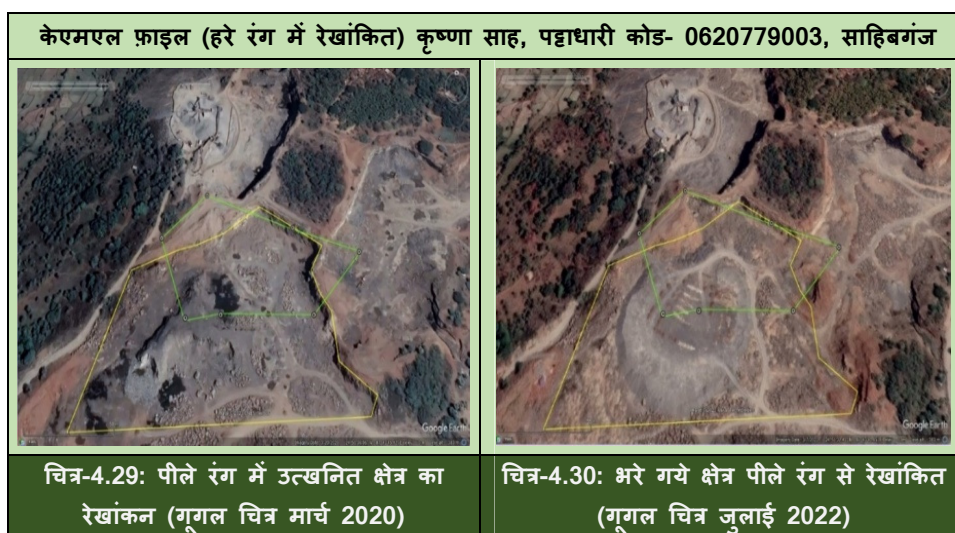 केएमएल फ़ाइल (हरे रंग में रेखांकित) कृष्णा साह, पट्टाधारी कोड- 0620779003, साहिबगंज
Google Earth
Google Earth
चित्र-4.29: पीले रंग में उत्खनित क्षेत्र का
रेखांकन (गूगल चित्र मार्च 2020)
चित्र-4.30: भरे गये क्षेत्र पीले रंग से रेखांकित
(गूगल चित्र जुलाई 2022)